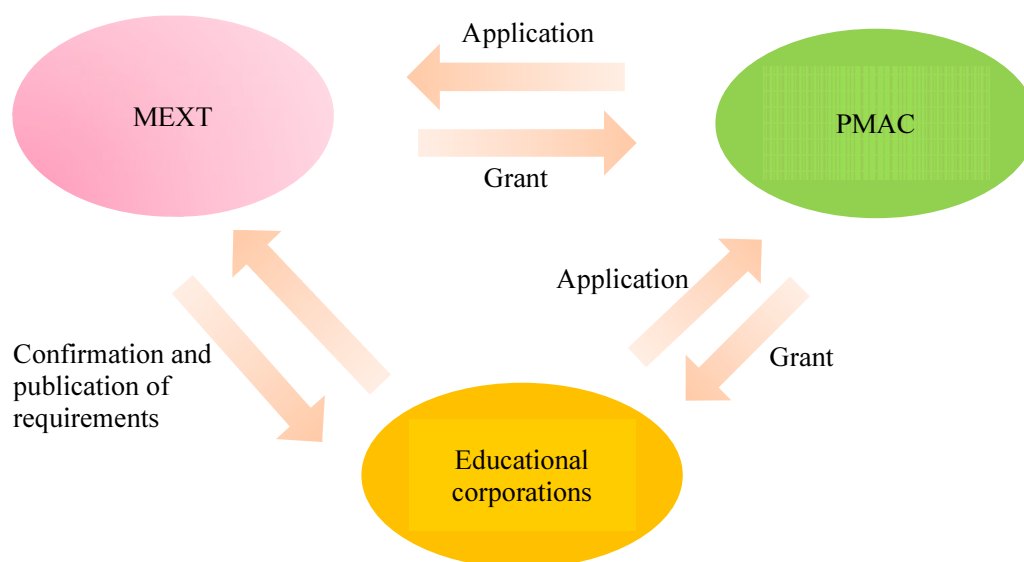 Application
MEXT
PMAC
Grant
Application
Confirmation and
publication of
requirements
Grant
Educational
corporations